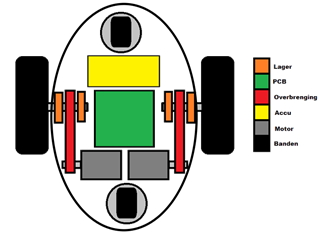 Lager
PCB
Overbrenging
Accu
Motor
Banden